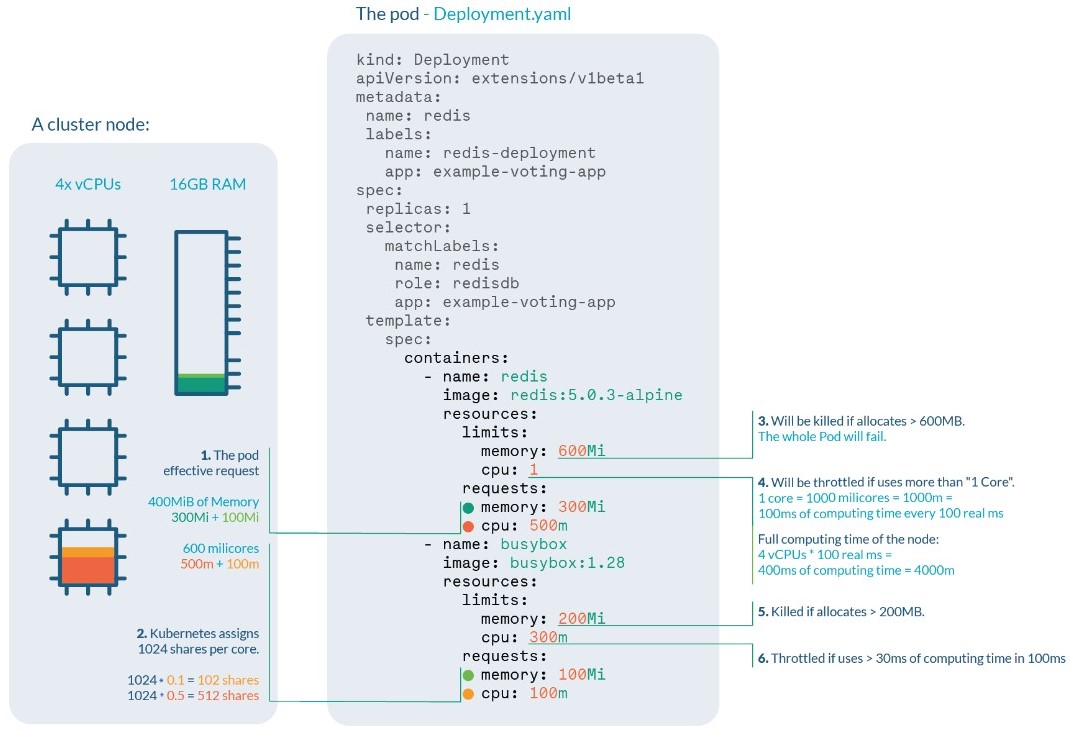 The pod - Deployment.yaml
kind: Deployment
apiVersion: extensions/v1beta1
metadata:
name: redis
labels:
name: redis-deployment
app: example-voting-app
spec:
replicas: 1
selector:
matchLabels:
name: redis
role: redisdb
app: example-voting-app
template:
spec:
containers:
- name: redis
image: redis:5.0.3-alpine
resources:
limits:
memory: 600Mi
cpu: 1
requests:
memory: 300Mi
cpu: 500m
- name: busybox
image: busybox:1.28
resources:
limits:
memory: 200Mi
cpu: 300m
requests:
memory: 100Mi
cpu: 100m
A cluster node:
4x vCPUs
16GB RAM
1. The pod
effective request
400MiB of Memory
300Mi + 100Mi
600 milicores
500m + 100m
2. Kubernetes assigns
1024 shares per core.
1024 * 0.1 = 102 shares
1024 * 0.5 = 512 shares
3. Will be killed if allocates > 600MB.
The whole Pod will fail.
4. Will be throttled if uses more than "1 Core".
1 core = 1000 milicores = 1000m =
100ms of computing time every 100 real ms
Full computing time of the node:
4 vCPUs * 100 real ms =
400ms of computing time = 4000m
5. Killed if allocates > 200MB.
6. Throttled if uses > 30ms of computing time in 100ms